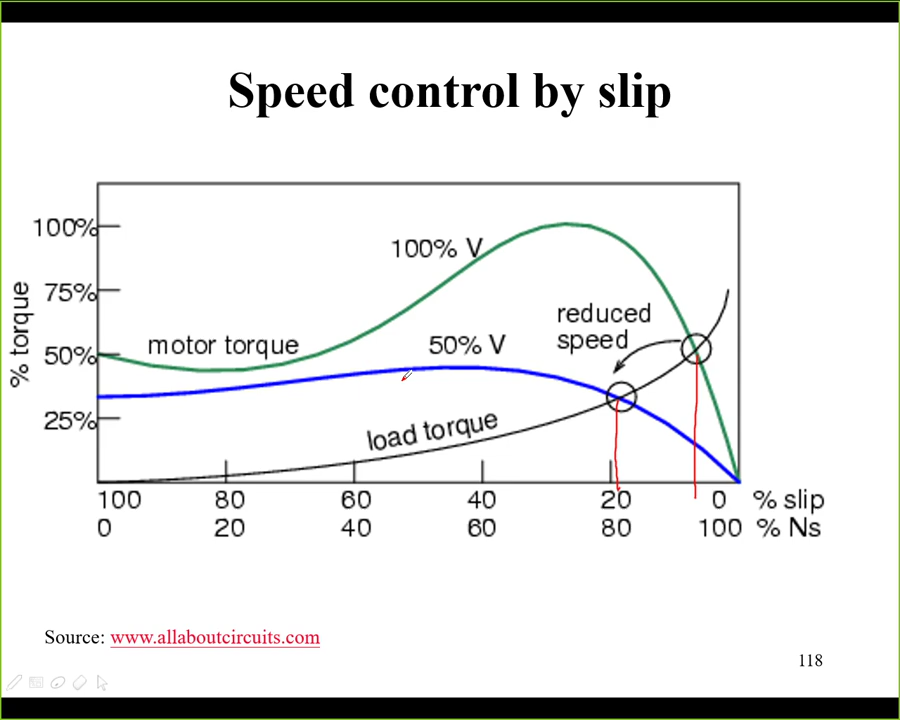 Speed control by slip
100%
75%
50%
25%
% torque
100% V
motor torque
50% V
reduced
speed
load torque
100 80 60 40 20 0 % slip
0 20 40 60 80 100 % Ns
Source: www.allaboutcircuits.com
118